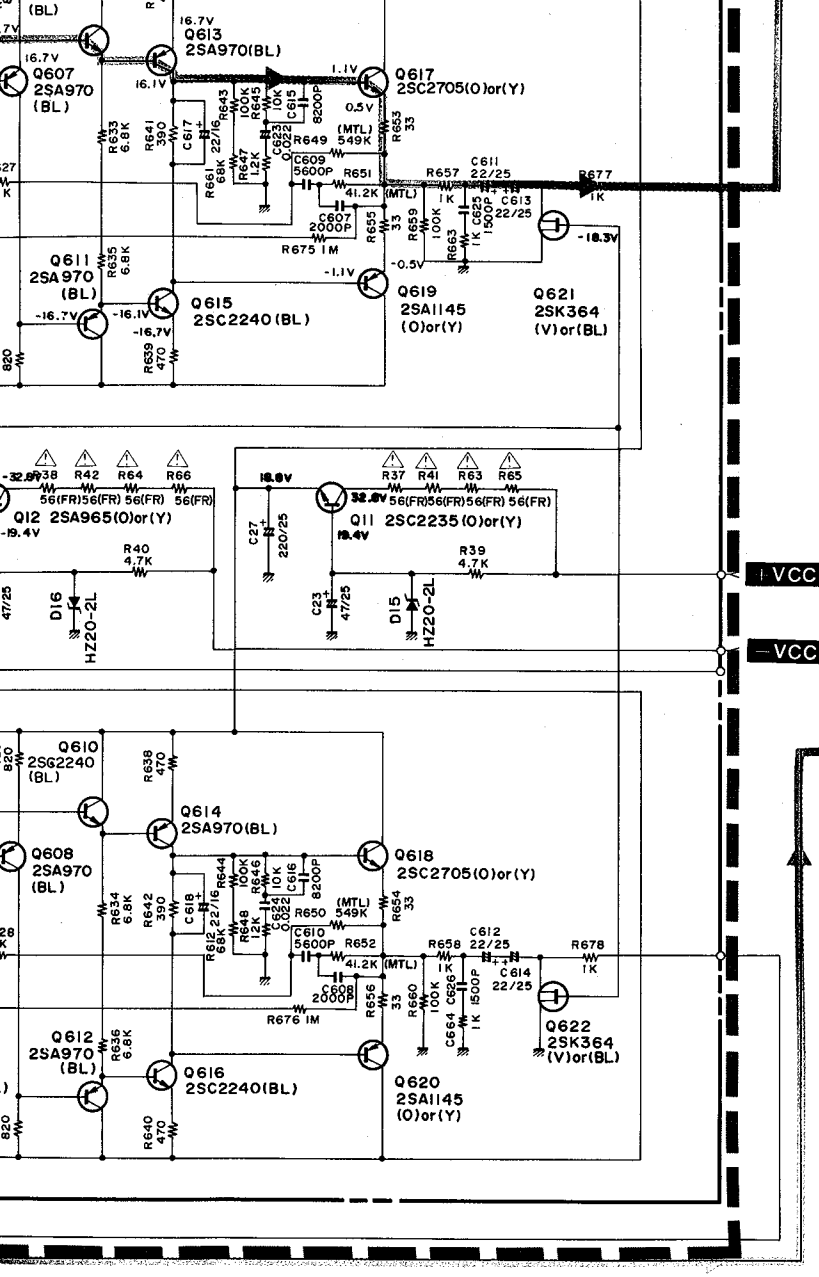 (BL)
16.7V
Q613
2SA970(BL)
16.7V
Q607
2SA970
(BL)
16.1V
1.1V
Q617
2SC2705(O)or(Y)
0.5V
R633
6.8K
R641
390
C617
22/16
R661
68K
R643
100K
R645
10K
C615
8200P
R647
1.2K
C623
0.022
R649
(MTL)
549K
R653
33
C609
5600P
R651
41.2K
(MTL)
C607
2000P
R675 1M
R655
33
R659
100K
R657
1K
C611
22/25
C613
22/25
C625
1500P
R663
1K
R677
1K
-18.3V
-0.5V
-1.1V
Q611
2SA970
(BL)
R635
6.8K
-16.7V
-16.1V
-16.7V
Q615
2SC2240(BL)
Q619
2SA1145
(O)or(Y)
Q621
2SK364
(V)or(BL)
820
R639
470
-32.8V
R38
R42
R64
R66
56(FR)
56(FR)
56(FR)
56(FR)
Q12 2SA965(O)or(Y)
-19.4V
R40
4.7K
47/25
D16
HZ20-2L
18.8V
C27
220/25
32.8V
R37
R41
R63
R65
56(FR)
56(FR)
56(FR)
56(FR)
Q11 2SC2235(O)or(Y)
19.4V
R39
4.7K
C23
47/25
D15
HZ20-2L
+VCC
-VCC
820
Q610
2SC2240
(BL)
R638
470
Q614
2SA970(BL)
Q608
2SA970
(BL)
Q618
2SC2705(O)or(Y)
R634
6.8K
R642
390
C618
22/16
R612
68K
R644
100K
R646
10K
C616
8200P
R648
12K
C624
0.022
R650
(MTL)
549K
R654
33
C610
5600P
R652
41.2K
(MTL)
C608
2000P
R676 1M
R656
33
R660
100K
R658
1K
C612
22/25
C614
22/25
C626
1500P
C664
1K
R678
1K
Q612
2SA970
(BL)
R636
6.8K
Q616
2SC2240(BL)
Q620
2SA1145
(O)or(Y)
Q622
2SK364
(V)or(BL)
820
R640
470